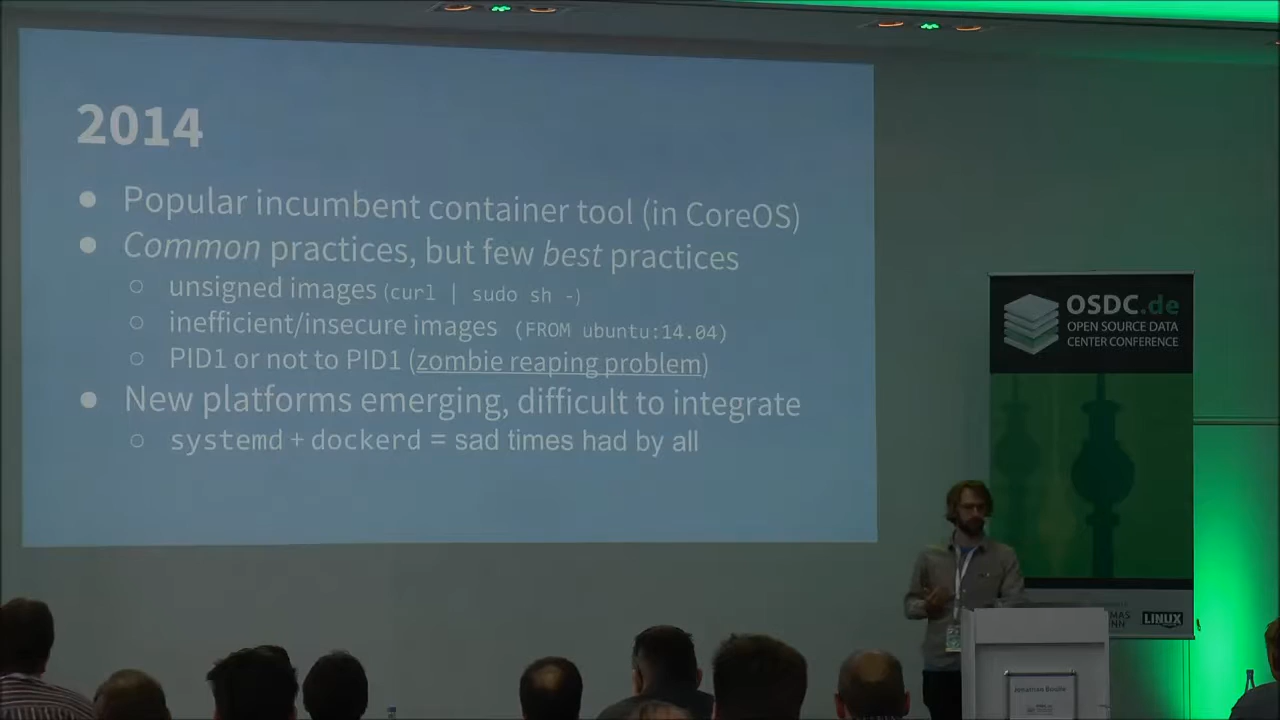 2014
● Popular incumbent container tool (in CoreOS)
● Common practices, but few best practices
○ unsigned images (curl | sudo sh -)
○ inefficient/insecure images (FROM ubuntu:14.04)
○ PID1 or not to PID1 (zombie reaping problem)
● New platforms emerging, difficult to integrate
○ systemd + dockerd = sad times had by all
OSDC.de
OPEN SOURCE DATA
CENTER CONFERENCE
LINUX
Jonathan Boulle